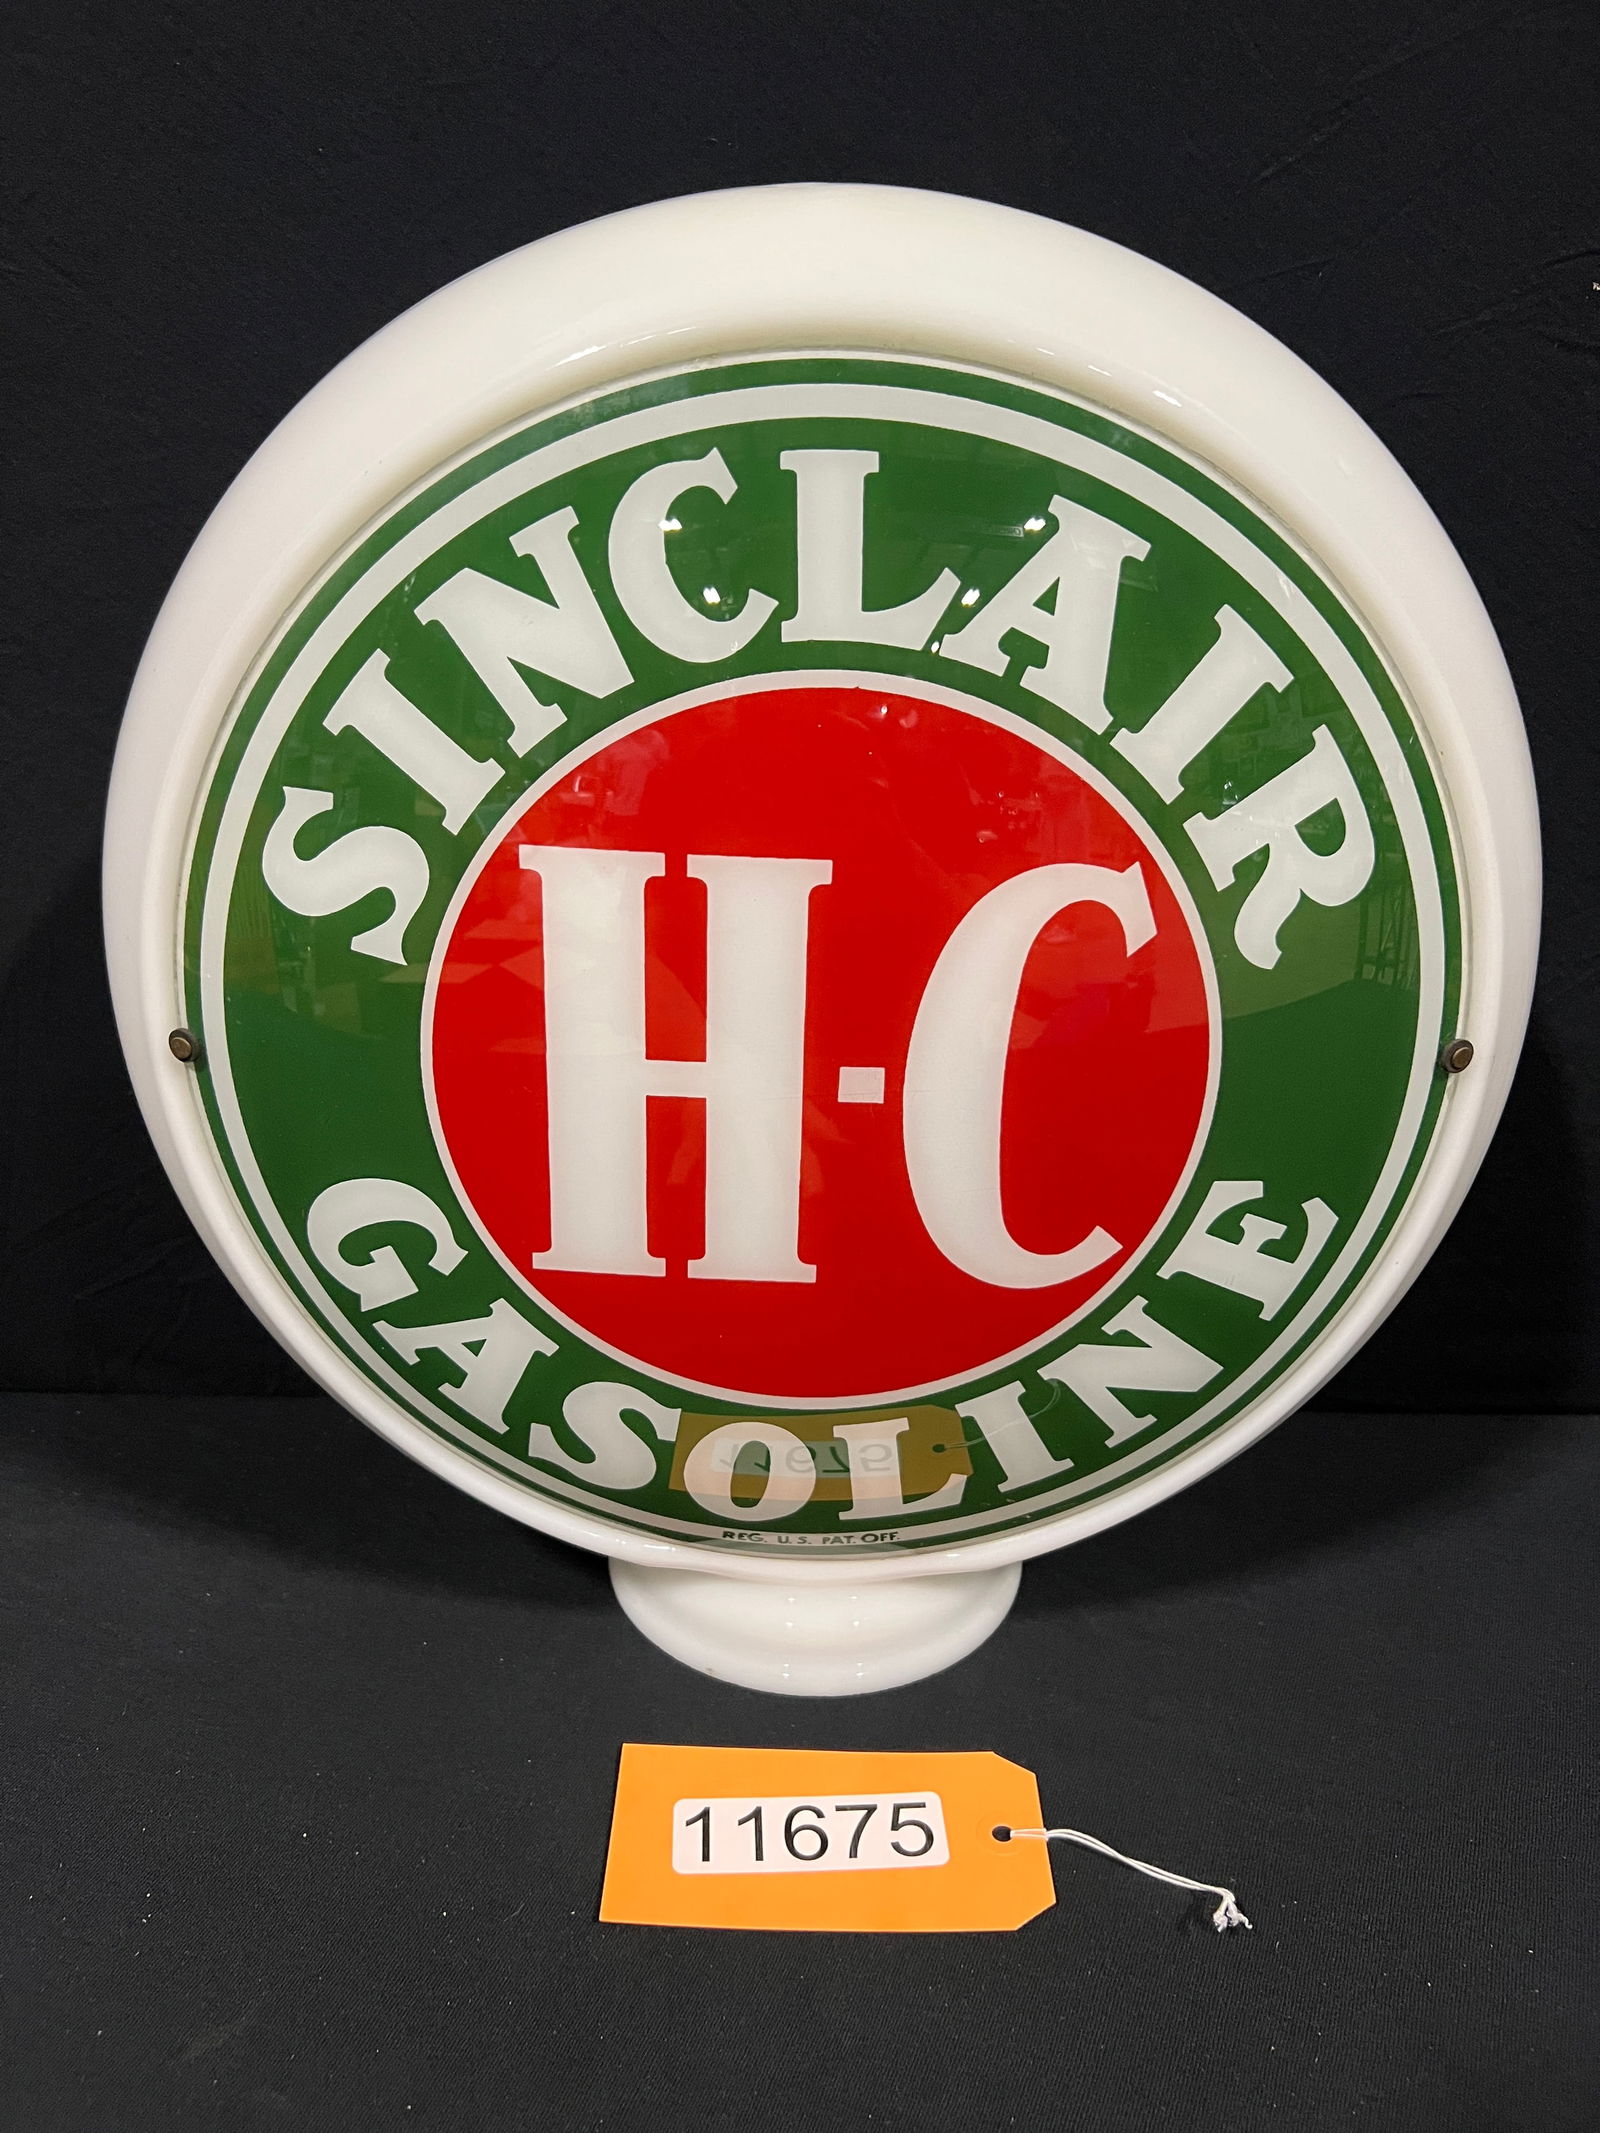 SINCLAIR
H-C
GASOLINE
REG. U.S. PAT. OFF.
11675